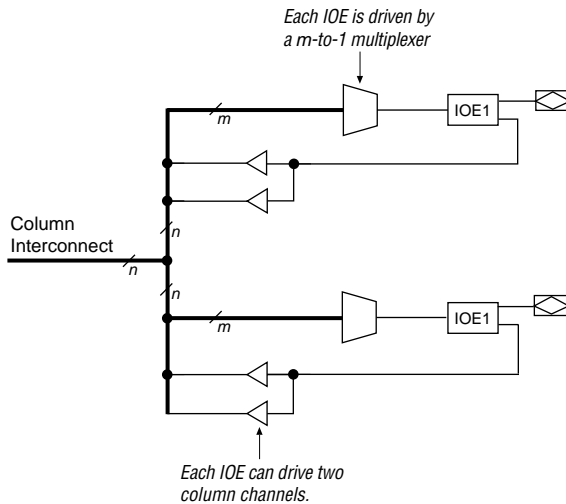 Each IOE is driven by
a m-to-1 multiplexer
m
IOE1
n
Column
Interconnect
n
n
m
IOE1
Each IOE can drive two
column channels.